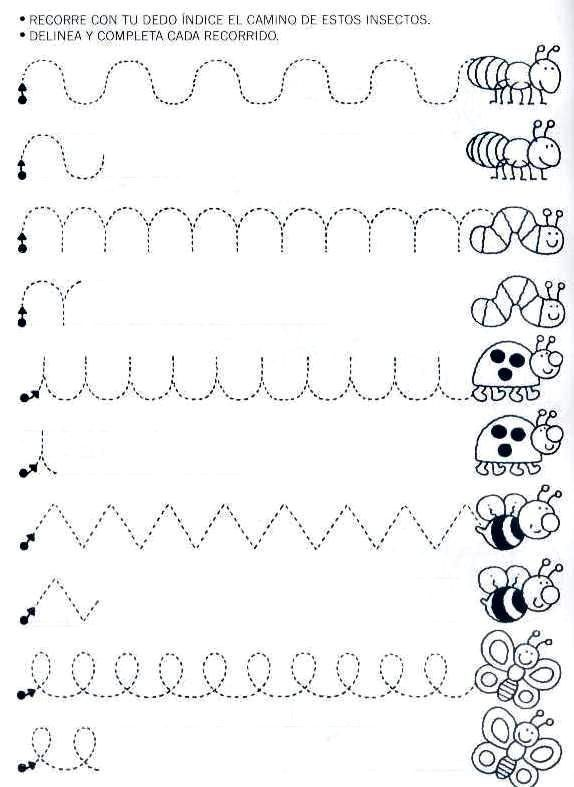 • RECORRE CON TU DEDO ÍNDICE EL CAMINO DE ESTOS INSECTOS.
• DELINEA Y COMPLETA CADA RECORRIDO.